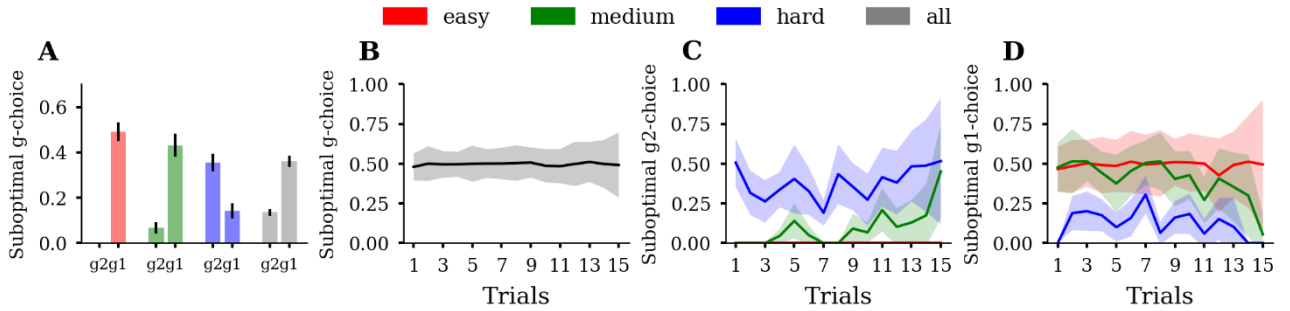 easy medium hard all
A
Suboptimal g-choice
0.6
0.4
0.2
0.0
g2g1 g2g1 g2g1 g2g1
B
Suboptimal g-choice
1.00
0.75
0.50
0.25
0.00
1 3 5 7 9 11 13 15
Trials
C
Suboptimal g2-choice
1.00
0.75
0.50
0.25
0.00
1 3 5 7 9 11 13 15
Trials
D
Suboptimal g1-choice
1.00
0.75
0.50
0.25
0.00
1 3 5 7 9 11 13 15
Trials